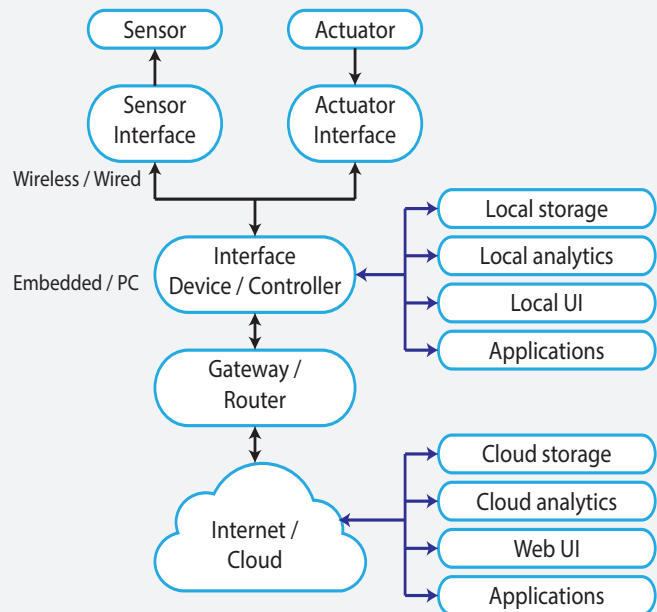 Sensor
Actuator
Sensor
Interface
Actuator
Interface
Wireless / Wired
Local storage
Interface
Device / Controller
Local analytics
Embedded / PC
Local UI
Applications
Gateway /
Router
Cloud storage
Cloud analytics
Internet /
Cloud
Web UI
Applications